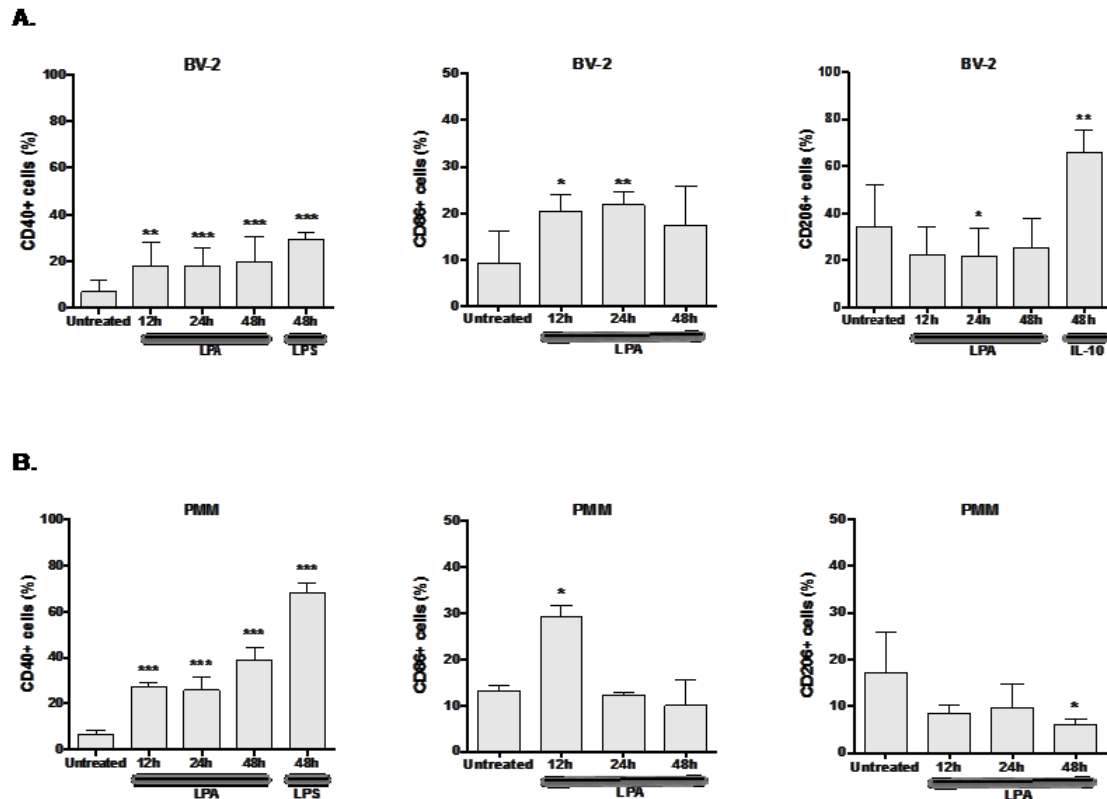 A.
BV-2
CD40+ cells (%)
100
80
60
40
20
0
** *** *** ***
Untreated 12h 24h 48h 48h
LPA LPS
BV-2
CD86+ cells (%)
50
40
30
20
10
0
* **
Untreated 12h 24h 48h
LPA
BV-2
CD206+ cells (%)
100
80
60
40
20
0
* **
Untreated 12h 24h 48h 48h
LPA IL-10
B.
PMM
CD40+ cells (%)
100
80
60
40
20
0
*** *** *** ***
Untreated 12h 24h 48h 48h
LPA LPS
PMM
CD86+ cells (%)
50
40
30
20
10
0
*
Untreated 12h 24h 48h
LPA
PMM
CD206+ cells (%)
50
40
30
20
10
0
*
Untreated 12h 24h 48h
LPA